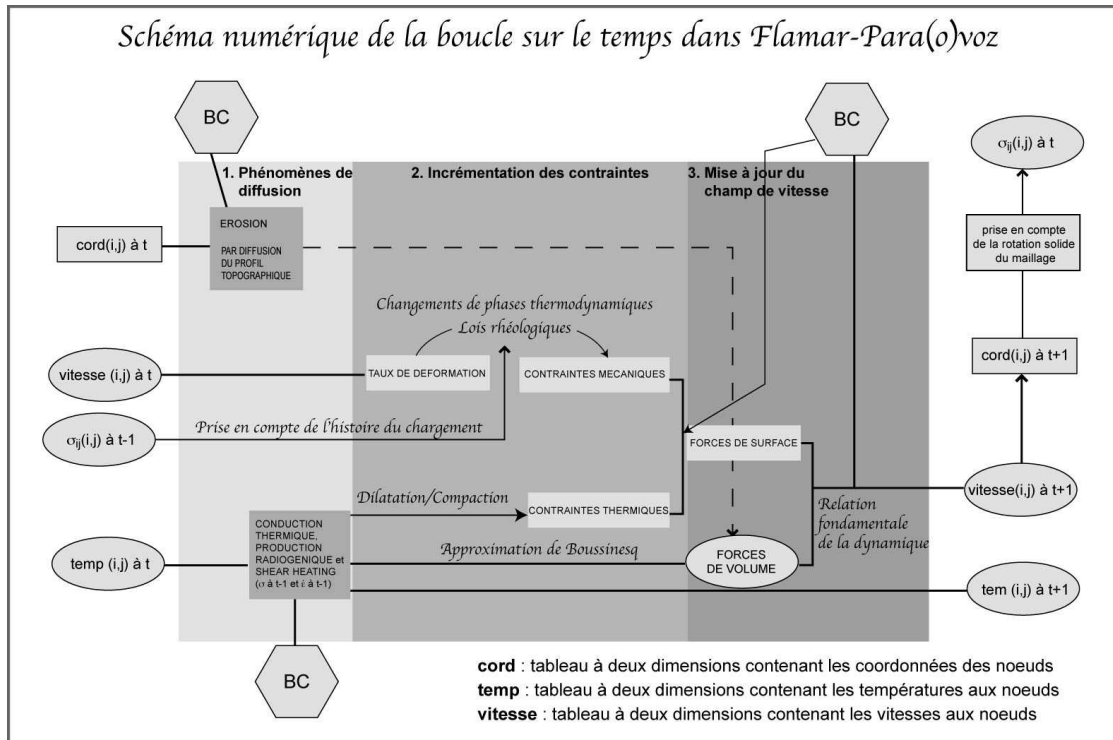 Schéma numérique de la boucle sur le temps dans Flamar-Para(o)voz
BC
BC
σij(i,j) à t
1. Phénomènes de
diffusion
2. Incrémentation des contraintes
3. Mise à jour du
champ de vitesse
EROSION
PAR DIFFUSION
DU PROFIL
TOPOGRAPHIQUE
cord(i,j) à t
prise en compte
de la rotation solide
du maillage
Changements de phases thermodynamiques
Lois rhéologiques
cord(i,j) à t+1
vitesse (i,j) à t
TAUX DE DEFORMATION
CONTRAINTES MECANIQUES
σij(i,j) à t-1
Prise en compte de l'histoire du chargement
FORCES DE SURFACE
vitesse(i,j) à t+1
Dilatation/Compaction
CONTRAINTES THERMIQUES
Relation
fondamentale
de la dynamique
CONDUCTION
THERMIQUE,
PRODUCTION
RADIOGENIQUE et
SHEAR HEATING
(σ à t-1 et ε̇ à t-1)
temp (i,j) à t
Approximation de Boussinesq
FORCES
DE VOLUME
tem (i,j) à t+1
BC
cord : tableau à deux dimensions contenant les coordonnées des noeuds
temp : tableau à deux dimensions contenant les températures aux noeuds
vitesse : tableau à deux dimensions contenant les vitesses aux noeuds